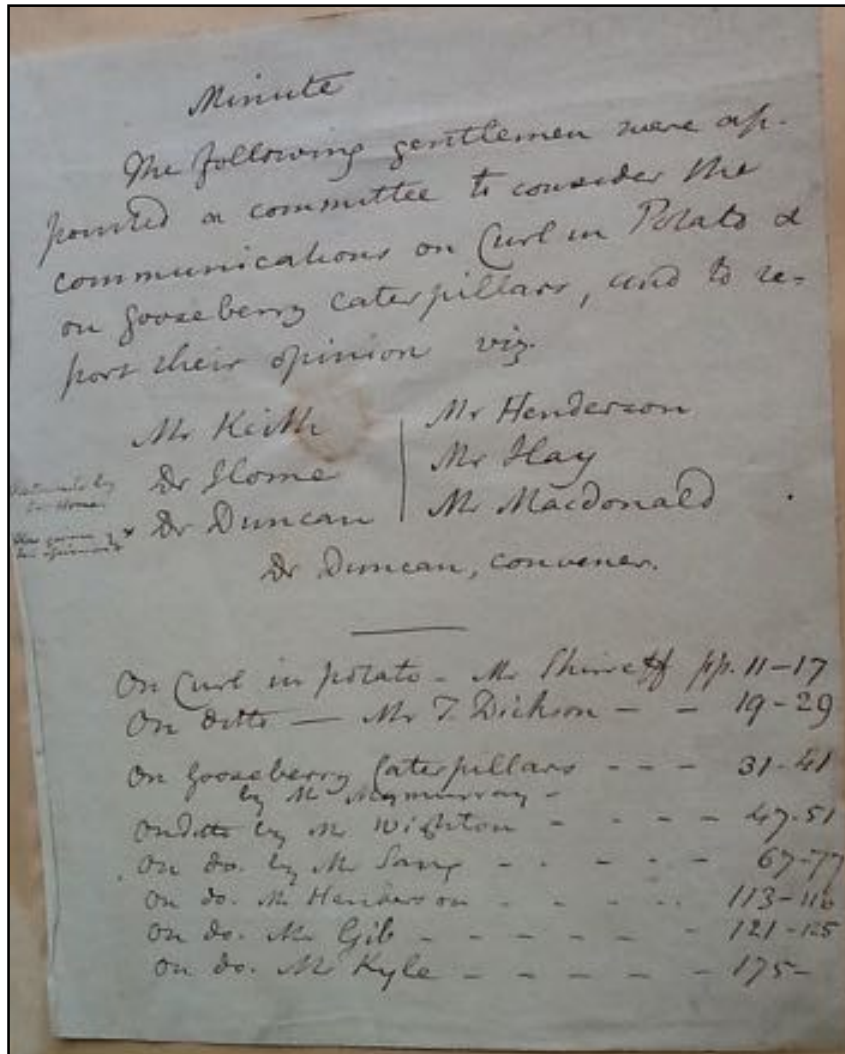 Minute
The following gentlemen were ap-
pointed a committee to consider the
communications on Curl in Potato &
on gooseberry caterpillars, and to re-
port their opinion viz.
Mr Keith
Dr Home
Dr Duncan
Mr Henderson
Mr Hay
Mr Macdonald
Dr Duncan, convener.
On Curl in potato - Mr Shirreff pp. 11-17
On ditto — Mr T. Dickson - - 19-29
On Gooseberry Caterpillars - - - 31-41
by Mr
On ditto by Mr Wighton - - - - 47-51
On do. by Mr Sang - - - - - 67-77
On do. Mr Henderson - - - - 113-116
On do. Mr Gib - - - - - - 121-125
On do. Mr Kyle - - - - - - 175-